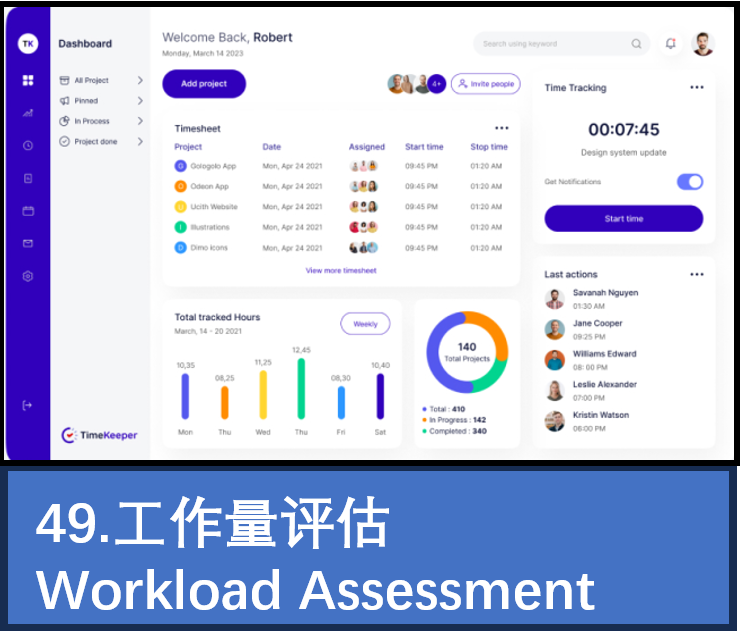 TK
Dashboard
All Project
Pinned
In Process
Project done
TimeKeeper
Welcome Back, Robert
Monday, March 14 2023
Search using keyword
Add project
4+
Invite people
Timesheet
Project Date Assigned Start time Stop time
G Gologolo App Mon, Apr 24 2021 09:45 PM 01:20 AM
O Odeon App Mon, Apr 24 2021 09:45 PM 01:20 AM
Ucith Website Mon, Apr 24 2021 09:45 PM 01:20 AM
I Illustrations Mon, Apr 24 2021 09:45 PM 01:20 AM
D Dimo Icons Mon, Apr 24 2021 09:45 PM 01:20 AM
View more timesheet
Total tracked Hours
March, 14 - 20 2021
Weekly
10,35 08,25 11,25 12,45 08,30 10,40
Mon Thu Wed Thu Fri Sat
140
Total Projects
Total : 410
In Progress : 142
Completed : 340
Time Tracking
00:07:45
Design system update
Get Notifications
Start time
Last actions
Savanah Nguyen
01:30 AM
Jane Cooper
09:25 PM
Williams Edward
08: 00 PM
Leslie Alexander
07:00 PM
Kristin Watson
06:00 PM
49.工作量评估
Workload Assessment